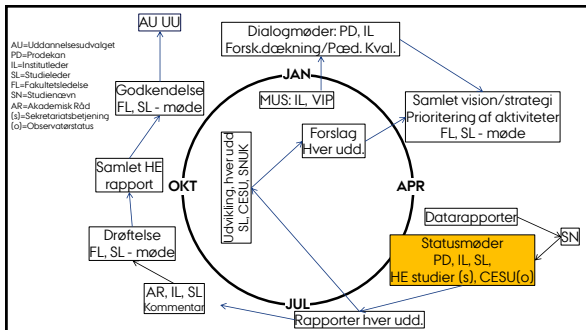 AU UU
AU=Uddannelsesudvalget
PD=Prodekan
IL=Institutleder
SL=Studieleder
FL=Fakultetsledelse
SN=Studienævn
AR=Akademisk Råd
(s)=Sekretariatsbetjening
(o)=Observatørstatus
Dialogmøder: PD, IL
Forsk.dækning/Pæd. Kval.
JAN
MUS: IL, VIP
Godkendelse
FL, SL - møde
Samlet vision/strategi
Prioritering af aktiviteter
FL, SL - møde
Forslag
Hver udd.
Udvikling, hver udd
SL, CESU, SNUK
Samlet HE
rapport
OKT
APR
Datarapporter
SN
Drøftelse
FL, SL - møde
Statusmøder
PD, IL, SL,
HE studier (s), CESU(o)
AR, IL, SL
Kommentar
JUL
Rapporter hver udd.